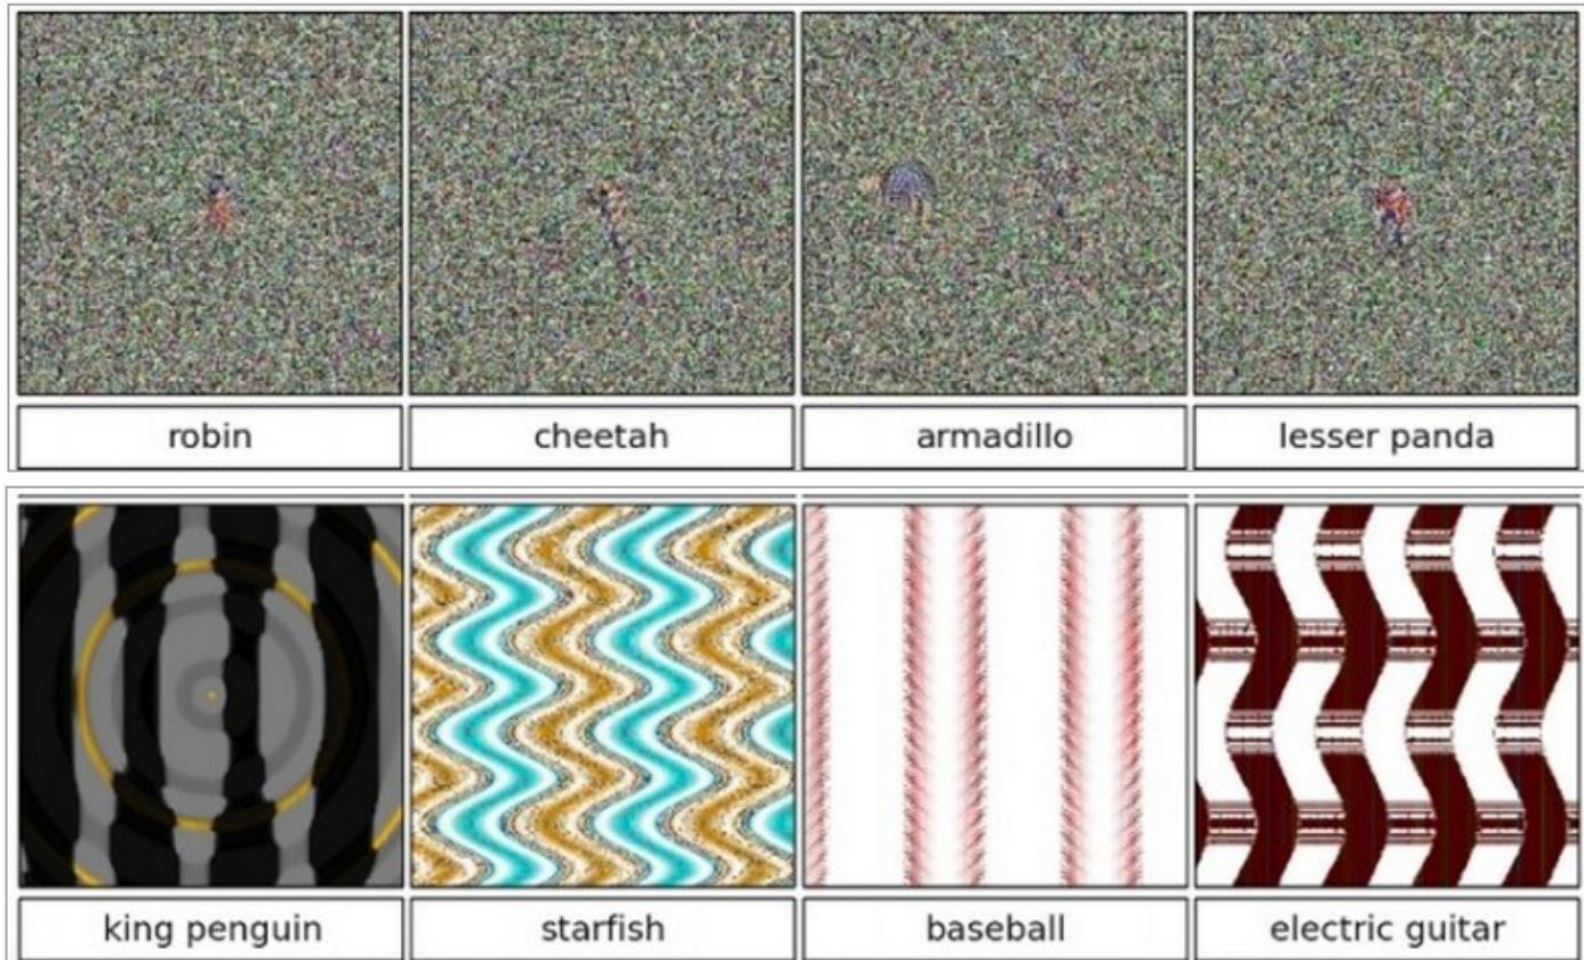 robin
cheetah
armadillo
lesser panda
king penguin
starfish
baseball
electric guitar